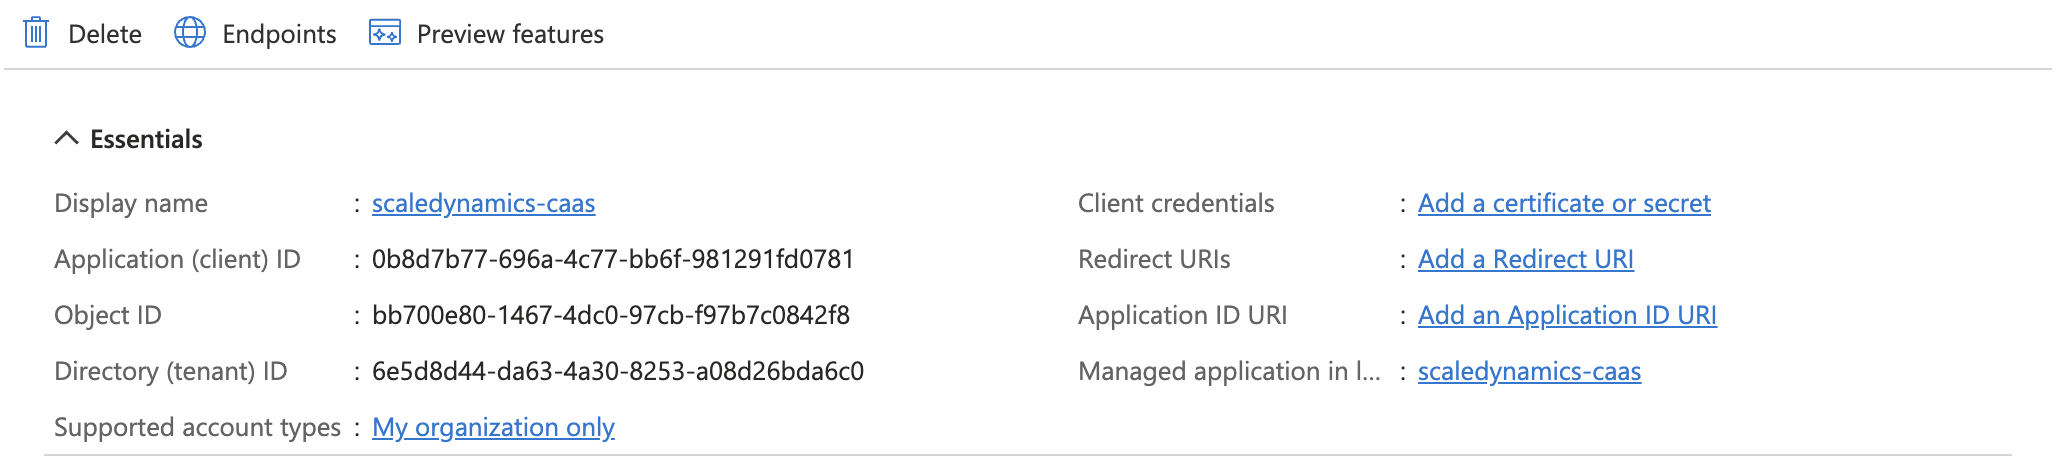 Delete Endpoints Preview features
Essentials
Display name : scaledynamics-caas
Application (client) ID : 0b8d7b77-696a-4c77-bb6f-981291fd0781
Object ID : bb700e80-1467-4dc0-97cb-f97b7c0842f8
Directory (tenant) ID : 6e5d8d44-da63-4a30-8253-a08d26bda6c0
Supported account types : My organization only
Client credentials : Add a certificate or secret
Redirect URIs : Add a Redirect URI
Application ID URI : Add an Application ID URI
Managed application in l... : scaledynamics-caas